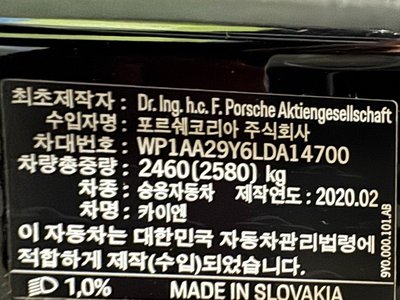 최초제작자 : Dr. Ing. h.c. F. Porsche Aktiengesellschaft
수입자명 : 포르쉐코리아 주식회사
차대번호 : WP1AA29Y6LDA14700
차량총중량 : 2460(2580) kg
차종 : 승용자동차 제작연도 : 2020.02
차명 : 카이엔
이 자동차는 대한민국 자동차관리법령에
적합하게 제작(수입)되었습니다.
1,0% MADE IN SLOVAKIA
9Y0.000.101.AB